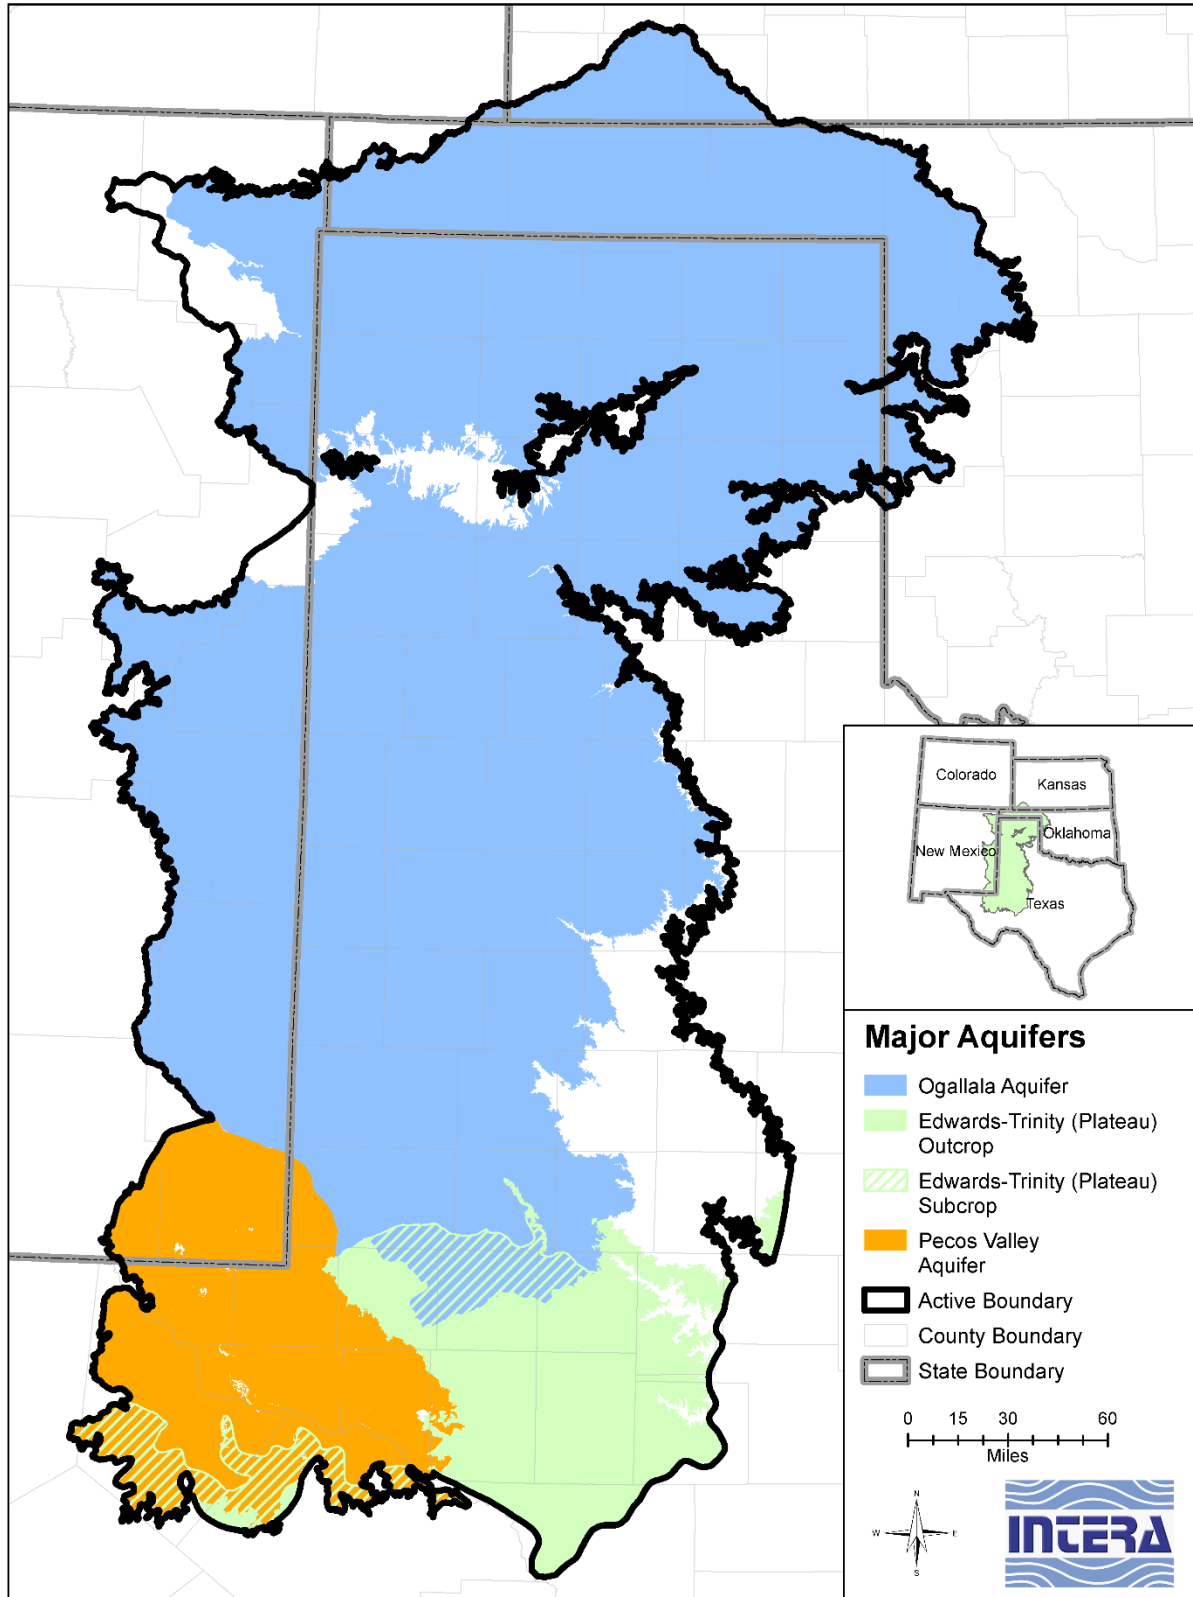 Colorado
Kansas
New Mexico
Oklahoma
Texas
Major Aquifers
Ogallala Aquifer
Edwards-Trinity (Plateau)
Outcrop
Edwards-Trinity (Plateau)
Subcrop
Pecos Valley
Aquifer
Active Boundary
County Boundary
State Boundary
0 15 30 60
Miles
N
W E
S
INTERA